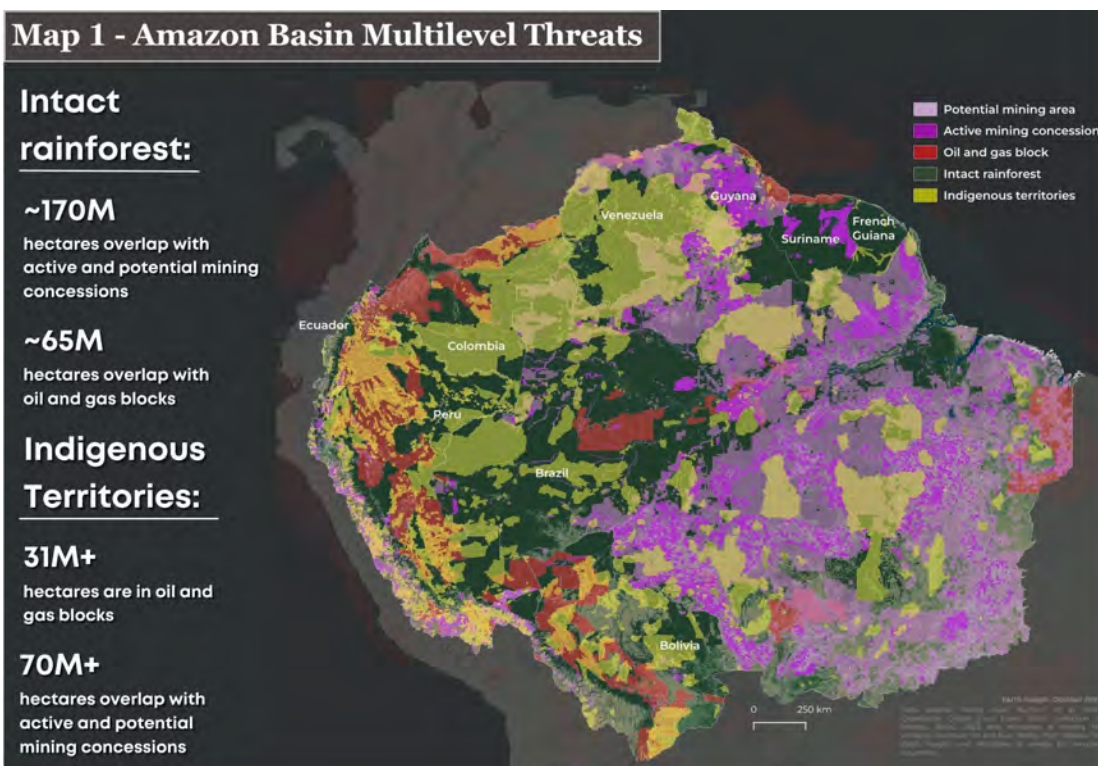 Map 1 - Amazon Basin Multilevel Threats
Intact
rainforest:
~170M
hectares overlap with
active and potential mining
concessions
~65M
hectares overlap with
oil and gas blocks
Indigenous
Territories:
31M+
hectares are in oil and
gas blocks
70M+
hectares overlap with
active and potential
mining concessions
Potential mining area
Active mining concession
Oil and gas block
Intact rainforest
Indigenous territories
Guyana
Venezuela
French
Guiana
Suriname
Ecuador
Colombia
Peru
Brazil
Bolivia
0 250 km